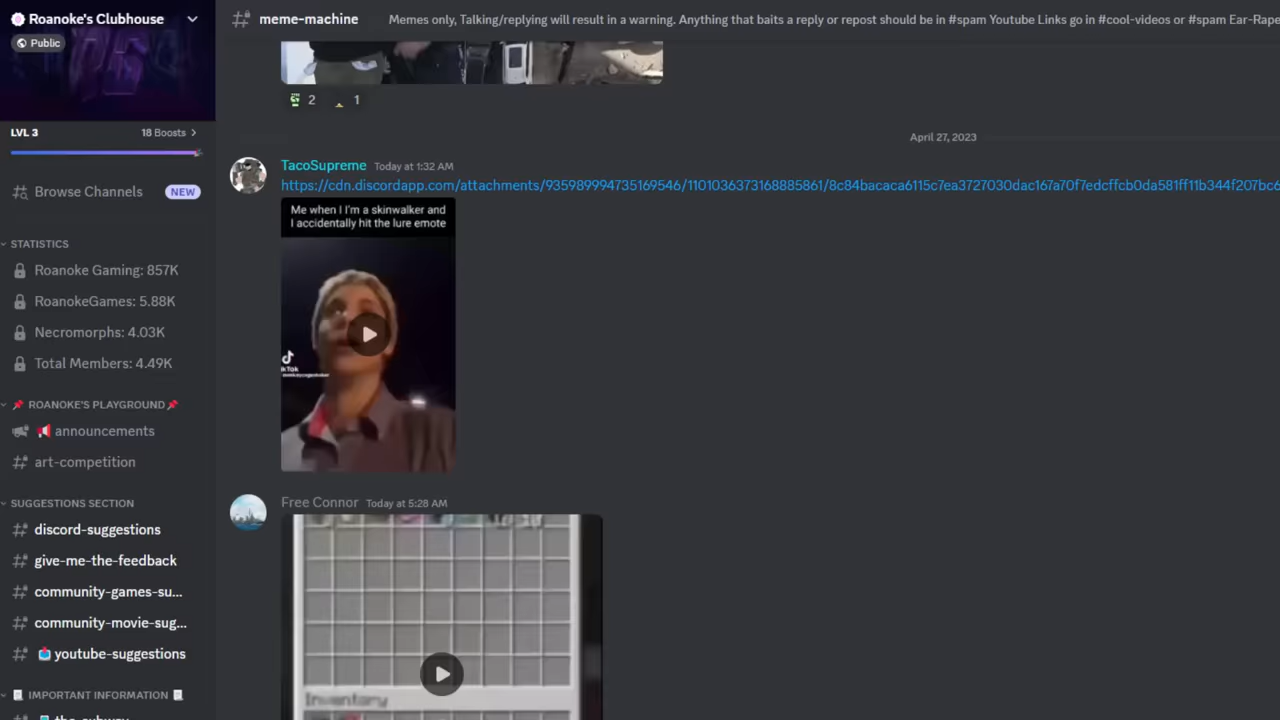 Roanoke's Clubhouse
Public
LVL 3
18 Boosts
Browse Channels
NEW
STATISTICS
Roanoke Gaming: 857K
RoanokeGames: 5.88K
Necromorphs: 4.03K
Total Members: 4.49K
ROANOKE'S PLAYGROUND
announcements
art-competition
SUGGESTIONS SECTION
discord-suggestions
give-me-the-feedback
community-games-su...
community-movie-sug...
youtube-suggestions
IMPORTANT INFORMATION
the-subway
meme-machine
Memes only, Talking/replying will result in a warning. Anything that baits a reply or repost should be in #spam Youtube Links go in #cool-videos or #spam Ear-Rape
2
1
April 27, 2023
TacoSupreme Today at 1:32 AM
https://cdn.discordapp.com/attachments/935989994735169546/1101036373168885861/8c84bacaca6115c7ea3727030dac167a70f7edcffcb0da581ff11b344f207bc6
Me when I I'm a skinwalker and
I accidentally hit the lure emote
Free Connor Today at 5:28 AM
Inventory